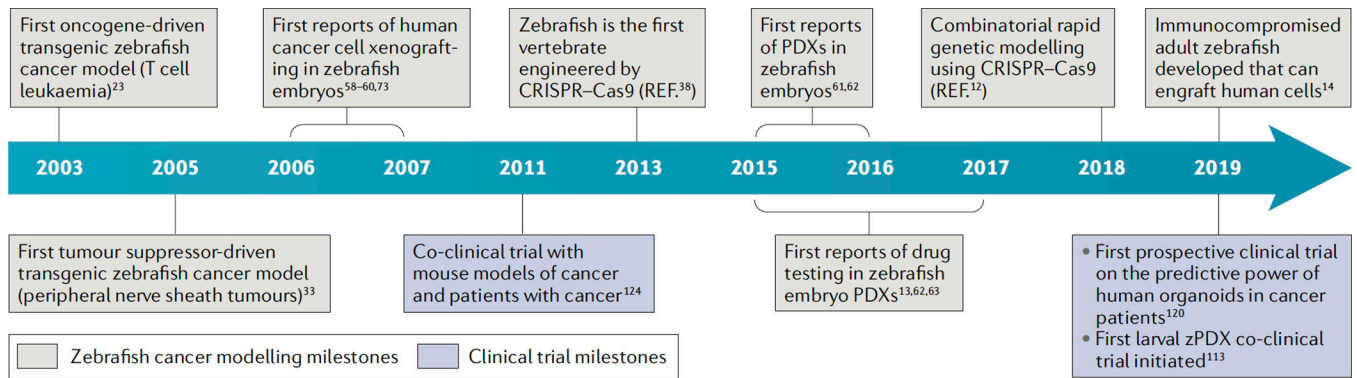 First oncogene-driven
transgenic zebrafish
cancer model (T cell
leukaemia)23
First reports of human
cancer cell xenograft-
ing in zebrafish
embryos58–60,73
Zebrafish is the first
vertebrate
engineered by
CRISPR–Cas9 (REF.38)
First reports
of PDXs in
zebrafish
embryos61,62
Combinatorial rapid
genetic modelling
using CRISPR–Cas9
(REF.12)
Immunocompromised
adult zebrafish
developed that can
engraft human cells14
2003 2005 2006 2007 2011 2013 2015 2016 2017 2018 2019
First tumour suppressor-driven
transgenic zebrafish cancer model
(peripheral nerve sheath tumours)33
Co-clinical trial with
mouse models of cancer
and patients with cancer124
First reports of drug
testing in zebrafish
embryo PDXs13,62,63
• First prospective clinical trial
on the predictive power of
human organoids in cancer
patients120
• First larval zPDX co-clinical
trial initiated113
Zebrafish cancer modelling milestones
Clinical trial milestones